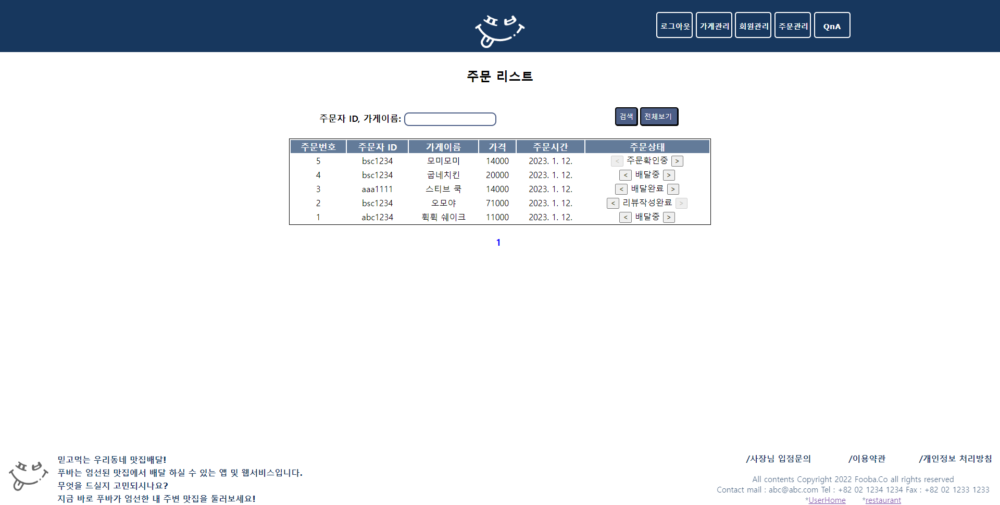 푸바
로그아웃 가게관리 회원관리 주문관리 QnA
주문 리스트
주문자 ID, 가게이름: 검색 전체보기
주문번호 주문자 ID 가게이름 가격 주문시간 주문상태
5 bsc1234 모미모미 14000 2023. 1. 12. < 주문확인중 >
4 bsc1234 굽네치킨 20000 2023. 1. 12. < 배달중 >
3 aaa1111 스티브 쿡 14000 2023. 1. 12. < 배달완료 >
2 bsc1234 오모야 71000 2023. 1. 12. < 리뷰작성완료 >
1 abc1234 휙휙 쉐이크 11000 2023. 1. 12. < 배달중 >
1
푸바
믿고먹는 우리동네 맛집배달!
푸바는 엄선된 맛집에서 배달 하실 수 있는 앱 및 웹서비스입니다.
무엇을 드실지 고민되시나요?
지금 바로 푸바가 엄선한 내 주변 맛집을 둘러보세요!
/사장님 입점문의 /이용약관 /개인정보 처리방침
All contents Copyright 2022 Fooba.Co all rights reserved
Contact mail : abc@abc.com Tel : +82 02 1234 1234 Fax : +82 02 1233 1233
*UserHome *restaurant